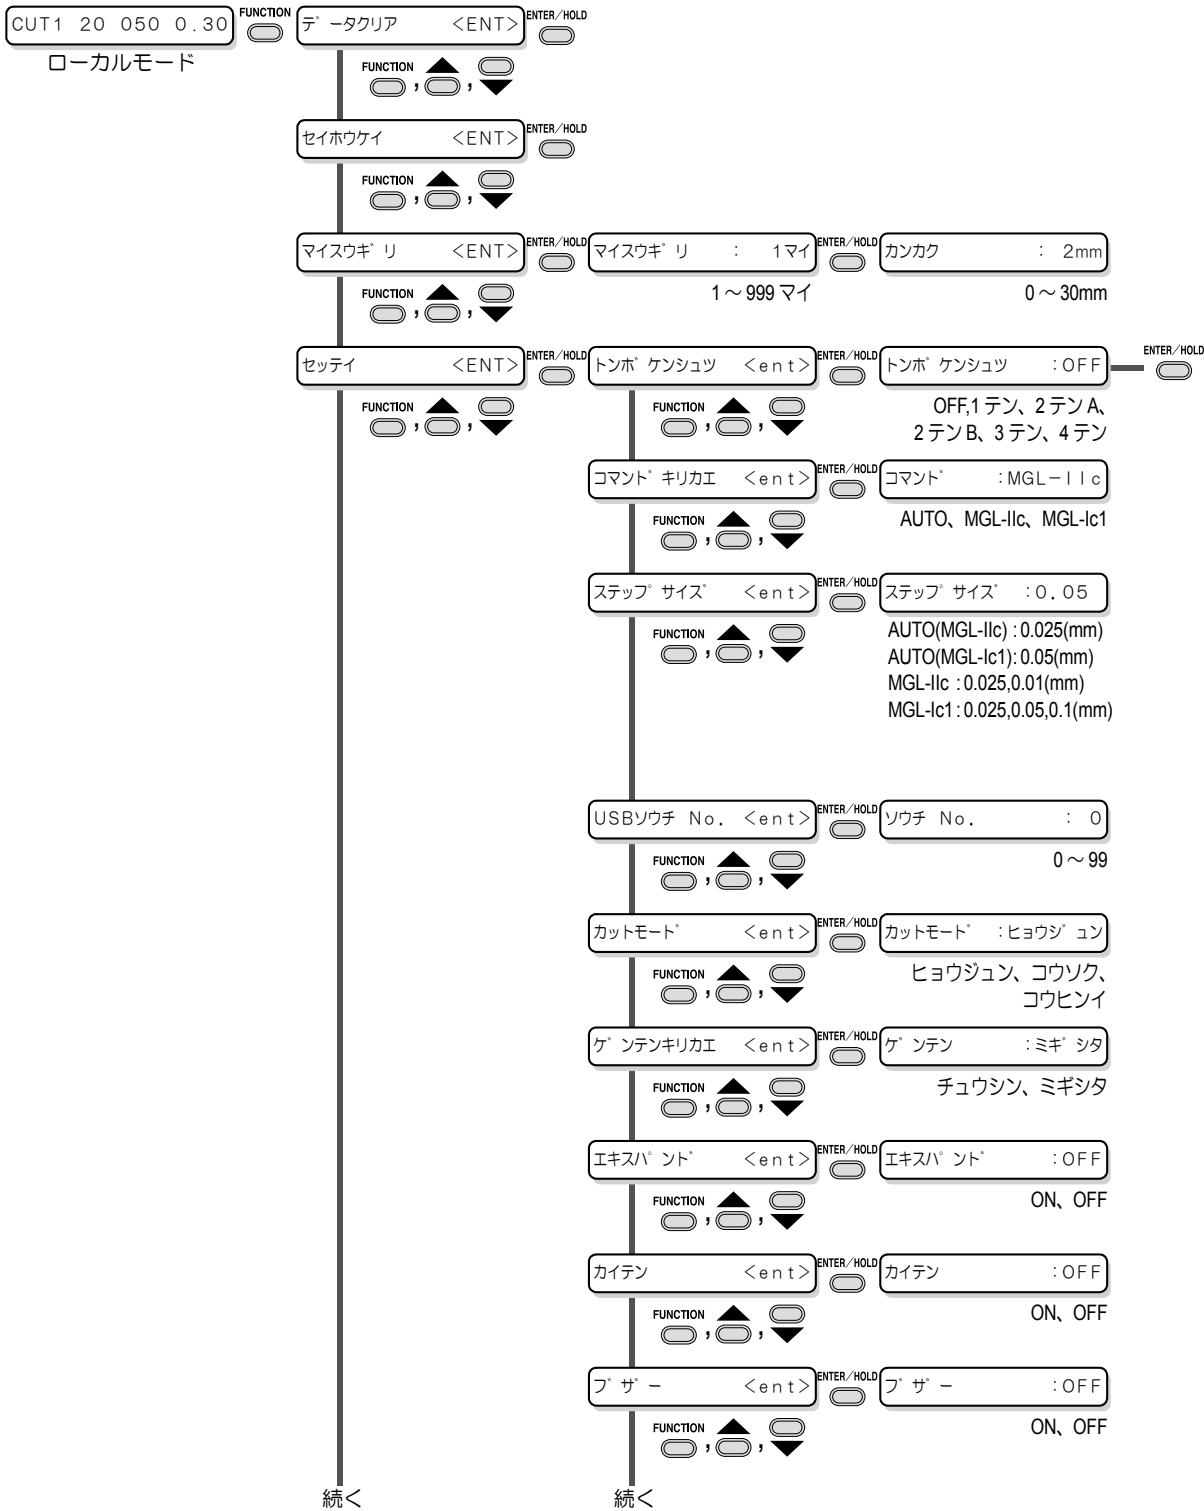 CUT1 20 050 0.30 FUNCTION データクリア <ENT> ENTER/HOLD
ローカルモード
FUNCTION , ,
セイホウケイ <ENT> ENTER/HOLD
FUNCTION , ,
マイスウギリ <ENT> ENTER/HOLD マイスウギリ : 1マイ ENTER/HOLD カンカク : 2mm
1～999 マイ 0～30mm
FUNCTION , ,
セッテイ <ENT> ENTER/HOLD トンボ ケンシュツ <ent> ENTER/HOLD トンボ ケンシュツ :OFF ENTER/HOLD
FUNCTION , , FUNCTION , ,
OFF,1 テン、2 テン A、
2 テン B、3 テン、4 テン
コマンド キリカエ <ent> ENTER/HOLD コマンド :MGL-IIc
FUNCTION , , AUTO、MGL-IIc、MGL-Ic1
ステップ サイズ <ent> ENTER/HOLD ステップ サイズ :0.05
FUNCTION , ,
AUTO(MGL-IIc) : 0.025(mm)
AUTO(MGL-Ic1): 0.05(mm)
MGL-IIc : 0.025,0.01(mm)
MGL-Ic1 : 0.025,0.05,0.1(mm)
USBソウチ No. <ent> ENTER/HOLD ソウチ No. : 0
FUNCTION , , 0～99
カットモード <ent> ENTER/HOLD カットモード :ヒョウジュン
FUNCTION , ,
ヒョウジュン、コウソク、
コウヒンイ
ゲンテンキリカエ <ent> ENTER/HOLD ゲンテン :ミギシタ
FUNCTION , , チュウシン、ミギシタ
エキスパンド <ent> ENTER/HOLD エキスパンド :OFF
FUNCTION , , ON、OFF
カイテン <ent> ENTER/HOLD カイテン :OFF
FUNCTION , , ON、OFF
ブザー <ent> ENTER/HOLD ブザー :OFF
FUNCTION , , ON、OFF
続く 続く